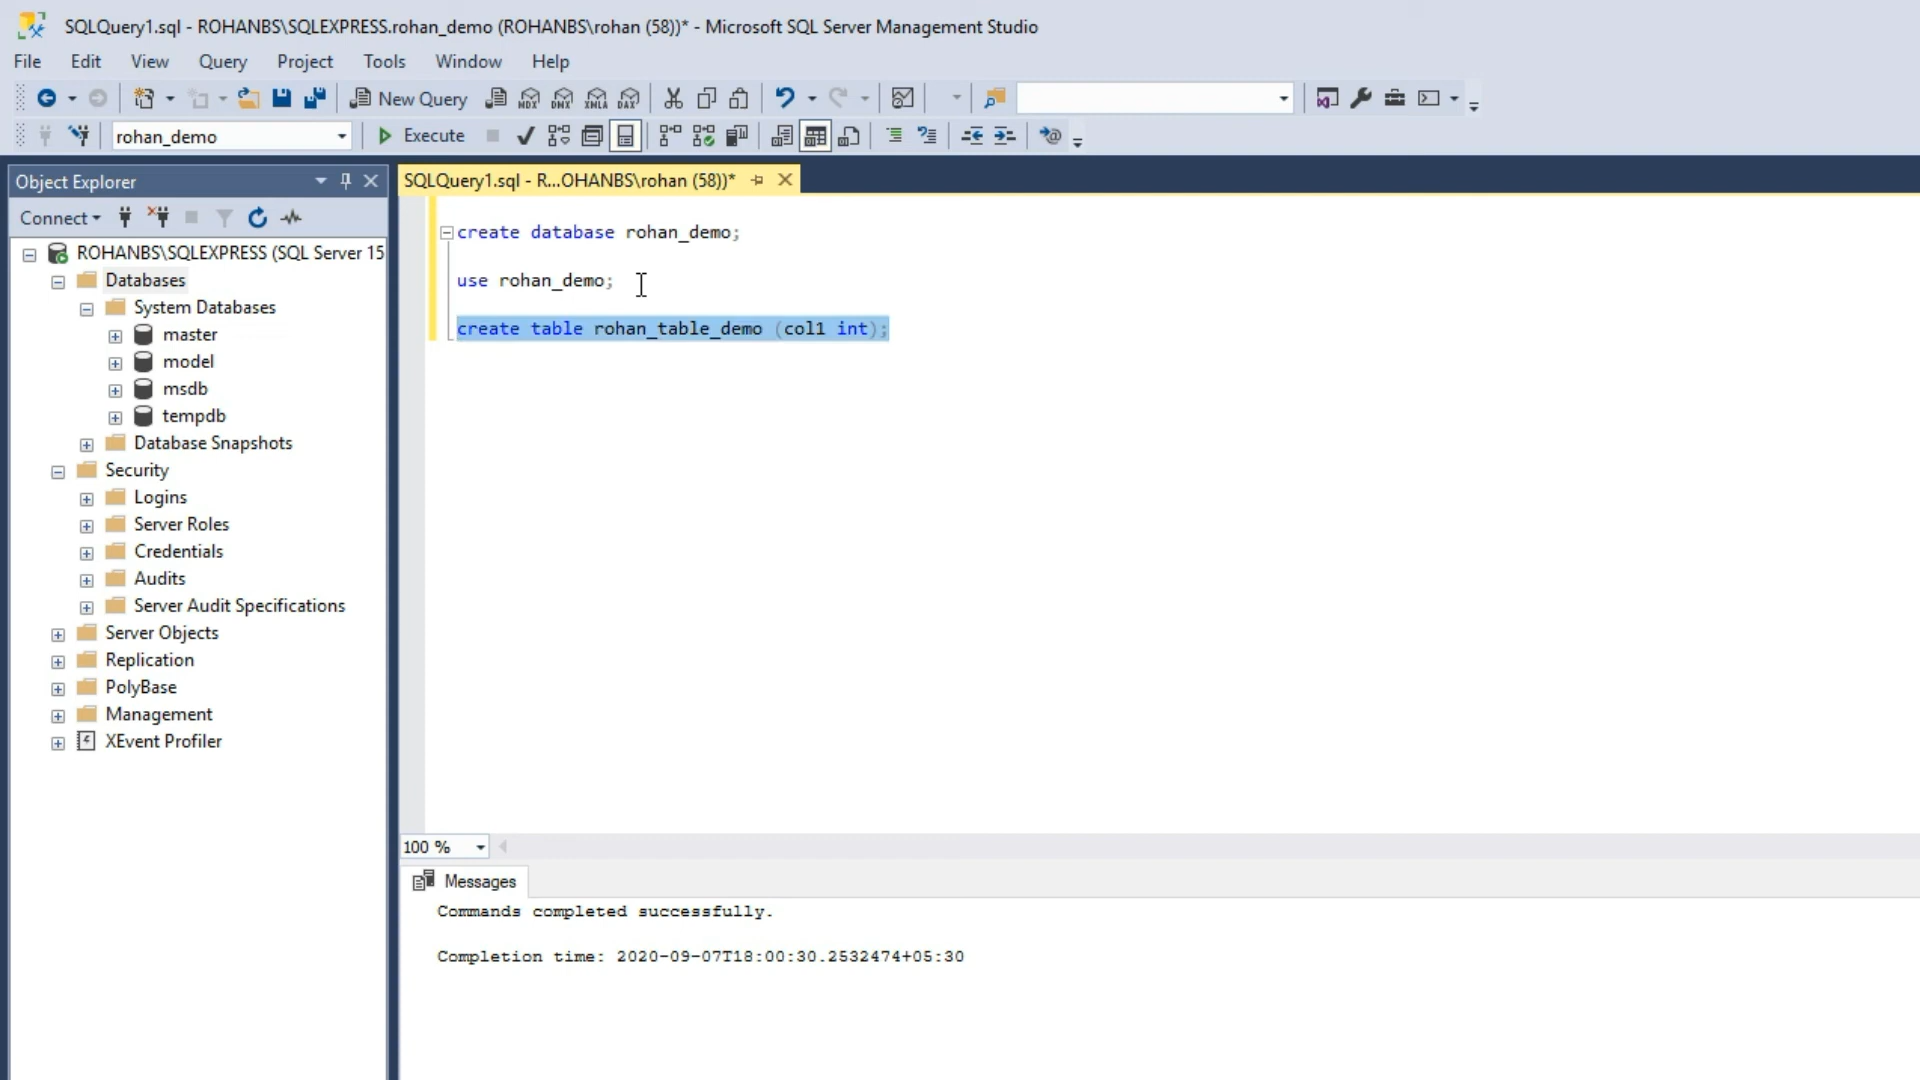 SQLQuery1.sql - ROHANBS\SQLEXPRESS.rohan_demo (ROHANBS\rohan (58))* - Microsoft SQL Server Management Studio
File Edit View Query Project Tools Window Help
New Query MDX DMX XMLA DAX
rohan_demo Execute
Object Explorer
SQLQuery1.sql - R...OHANBS\rohan (58))*
Connect
ROHANBS\SQLEXPRESS (SQL Server 15
Databases
System Databases
master
model
msdb
tempdb
Database Snapshots
Security
Logins
Server Roles
Credentials
Audits
Server Audit Specifications
Server Objects
Replication
PolyBase
Management
XEvent Profiler
create database rohan_demo;
use rohan_demo;
create table rohan_table_demo (col1 int);
100 %
Messages
Commands completed successfully.
Completion time: 2020-09-07T18:00:30.2532474+05:30